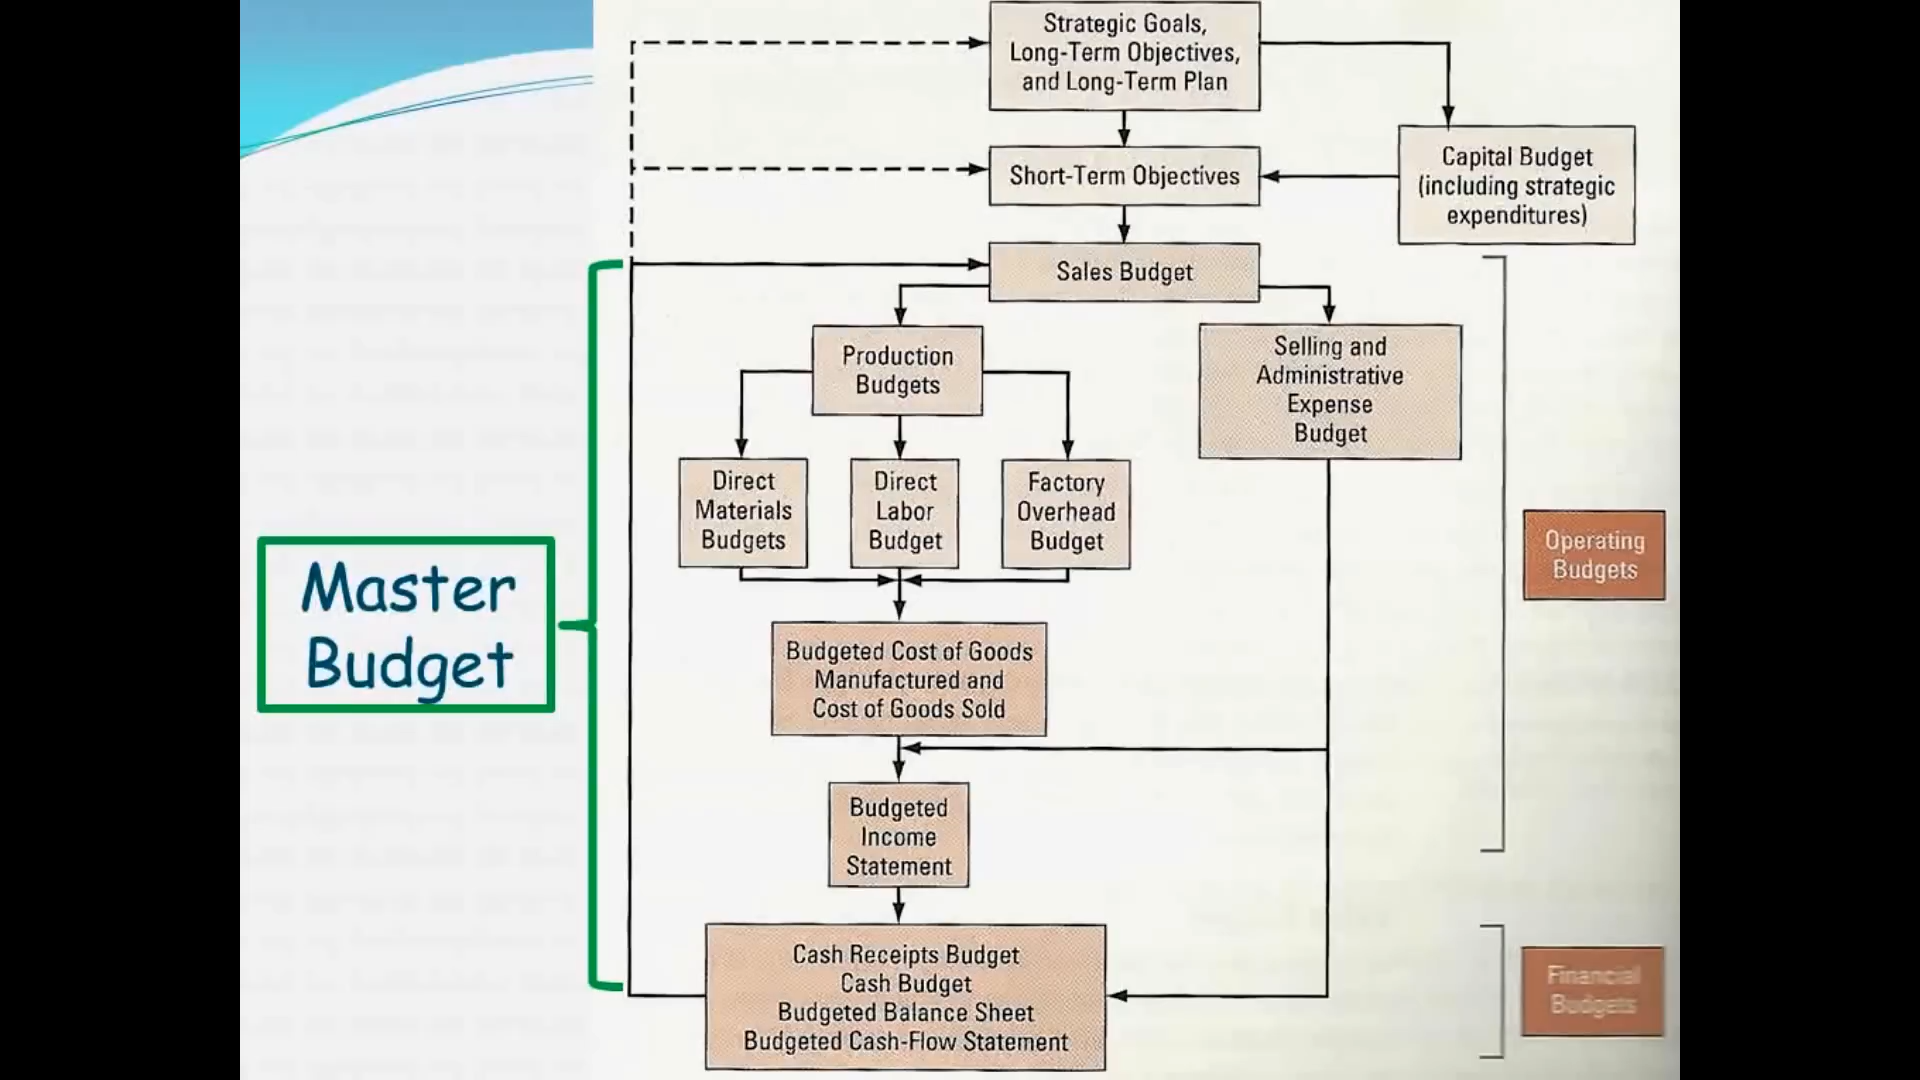 Strategic Goals,
Long-Term Objectives,
and Long-Term Plan
Capital Budget
(including strategic
expenditures)
Short-Term Objectives
Sales Budget
Production
Budgets
Selling and
Administrative
Expense
Budget
Direct
Materials
Budgets
Direct
Labor
Budget
Factory
Overhead
Budget
Operating
Budgets
Master
Budget
Budgeted Cost of Goods
Manufactured and
Cost of Goods Sold
Budgeted
Income
Statement
Cash Receipts Budget
Cash Budget
Budgeted Balance Sheet
Budgeted Cash-Flow Statement
Financial
Budgets